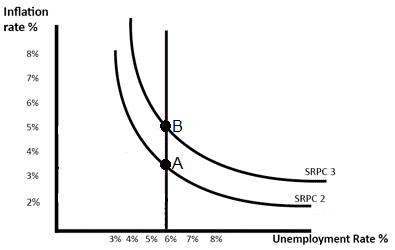 Inflation
rate %
8%
7%
6%
5%
4%
3%
2%
B
A
SRPC 3
SRPC 2
3% 4% 5% 6% 7% 8%
Unemployment Rate %